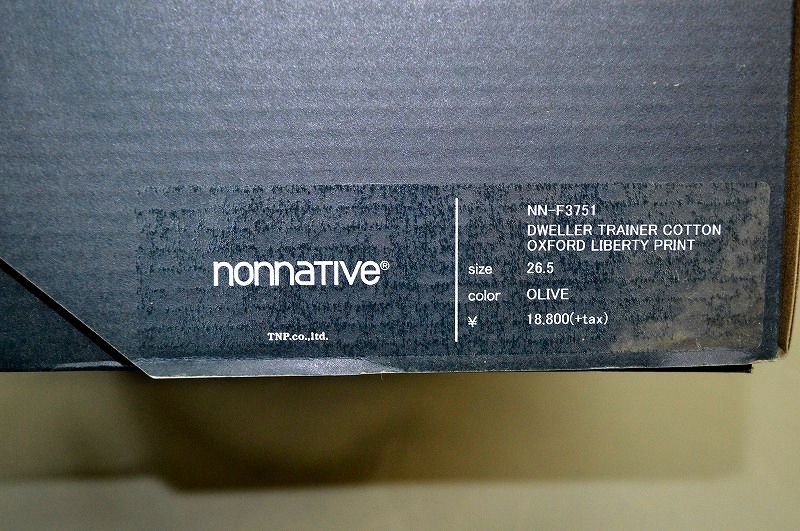 nonnative®
TNP.co.,ltd.
NN-F3751
DWELLER TRAINER COTTON
OXFORD LIBERTY PRINT
size 26.5
color OLIVE
¥ 18,800(+tax)